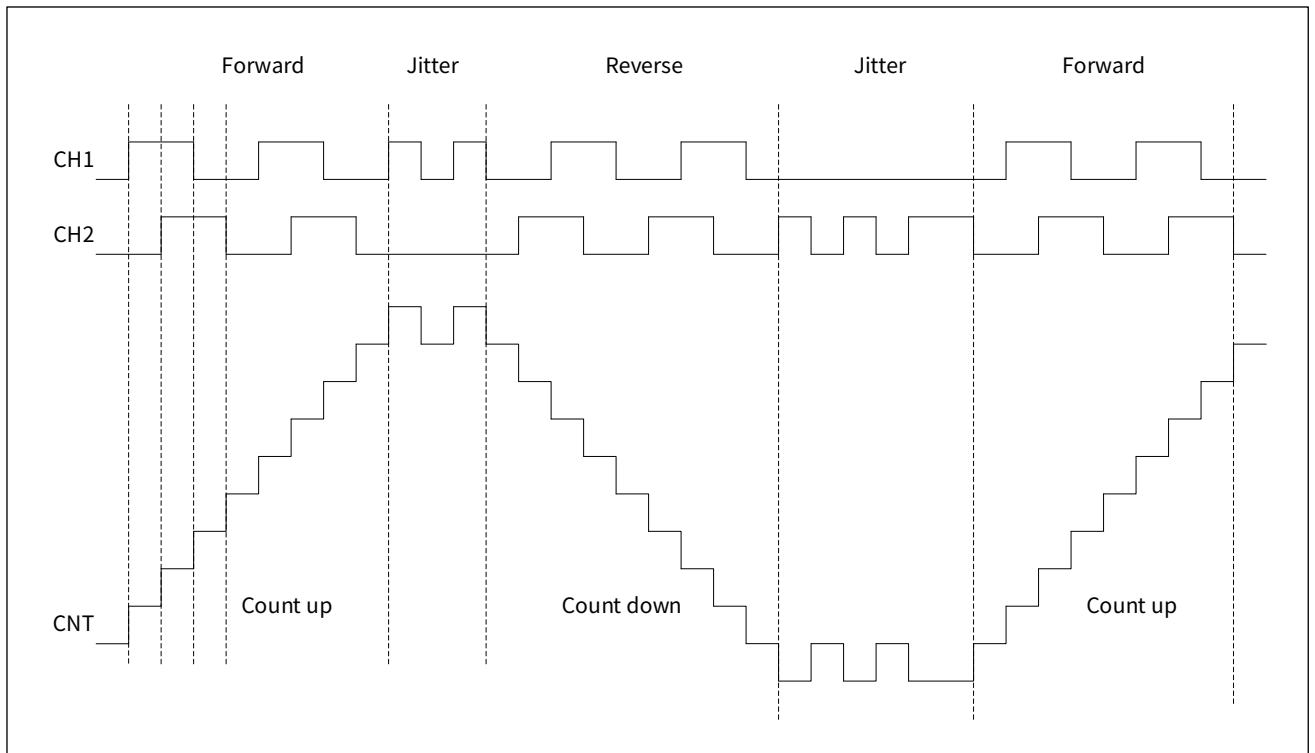 Forward Jitter Reverse Jitter Forward
CH1
CH2
Count up Count down Count up
CNT